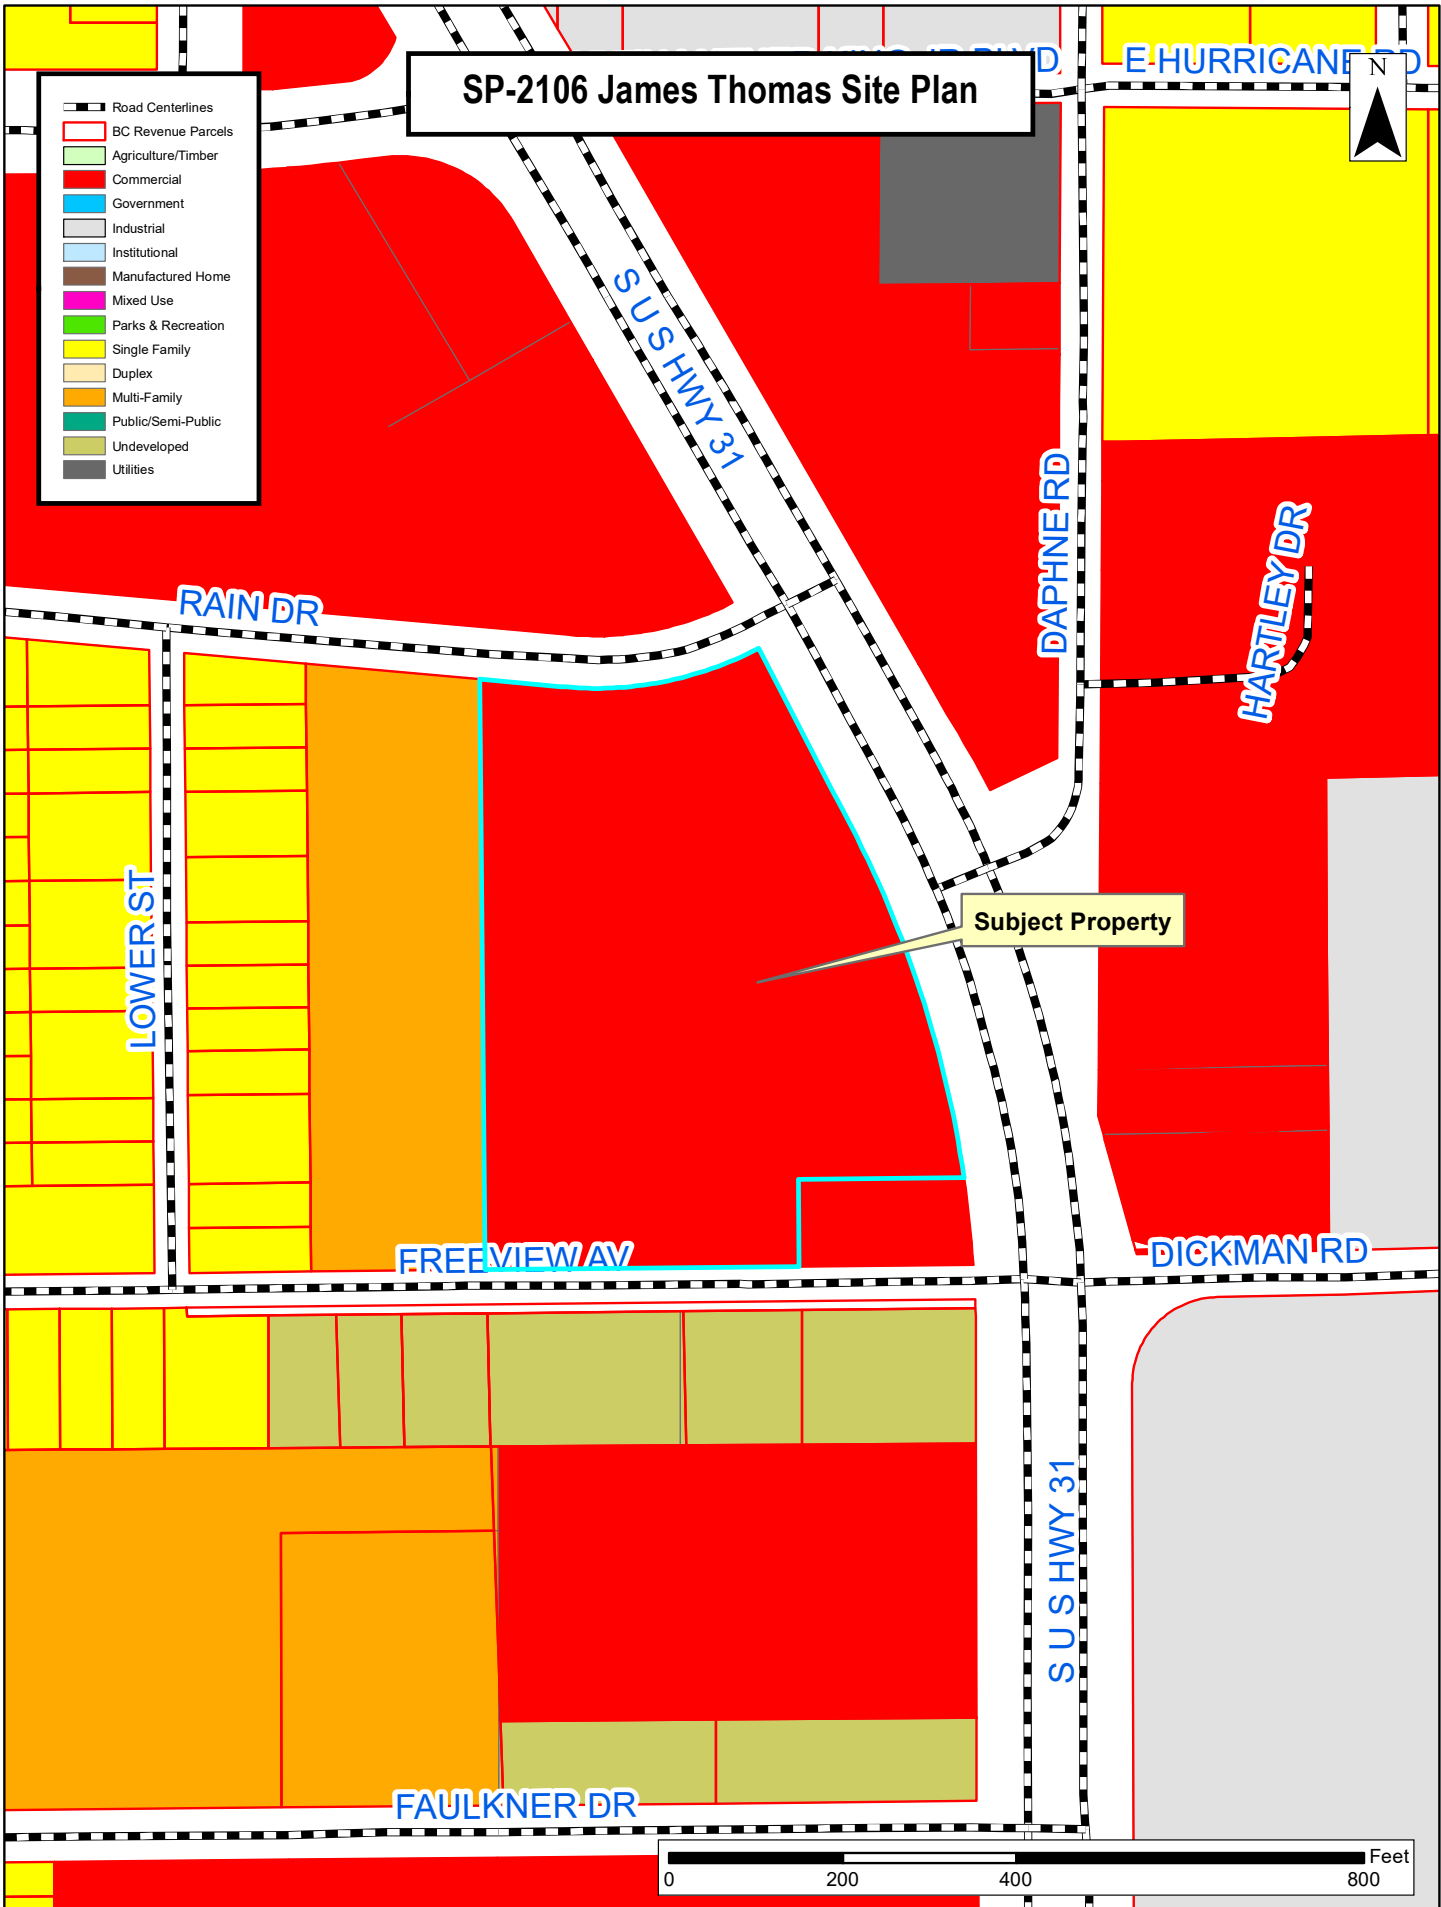 VD
E HURRICANE RD
SP-2106 James Thomas Site Plan
N
Road Centerlines
BC Revenue Parcels
Agriculture/Timber
Commercial
Government
Industrial
Institutional
Manufactured Home
Mixed Use
Parks & Recreation
Single Family
Duplex
Multi-Family
Public/Semi-Public
Undeveloped
Utilities
S U S HWY 31
DAPHNE RD
HARTLEY DR
RAIN DR
LOWER ST
Subject Property
FREEVIEW AV
DICKMAN RD
S U S HWY 31
FAULKNER DR
Feet
0 200 400 800